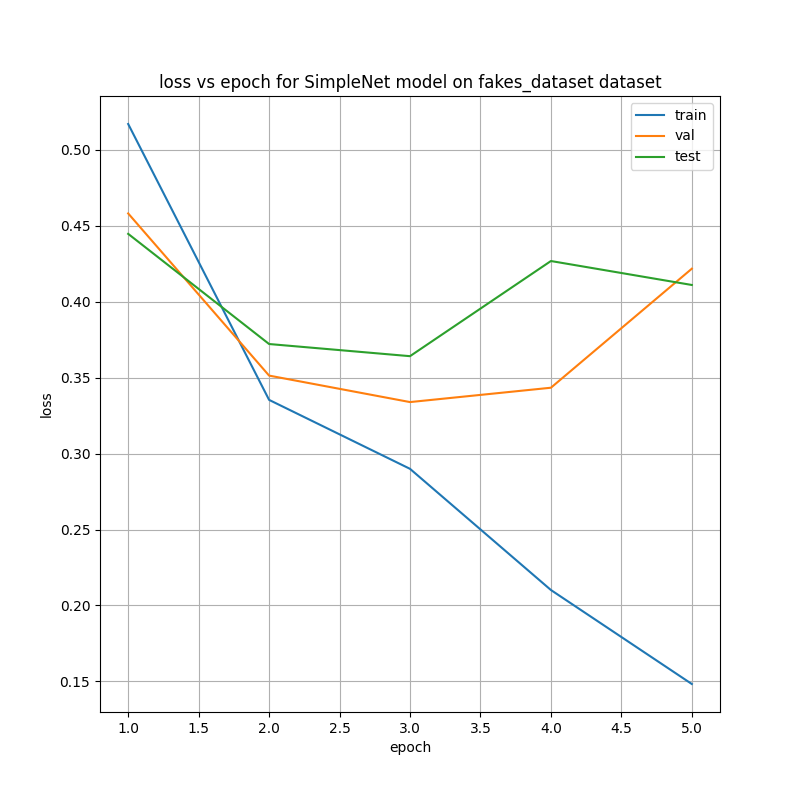 loss vs epoch for SimpleNet model on fakes_dataset dataset
train
val
test
0.50
0.45
0.40
0.35
0.30
0.25
0.20
0.15
loss
1.0 1.5 2.0 2.5 3.0 3.5 4.0 4.5 5.0
epoch